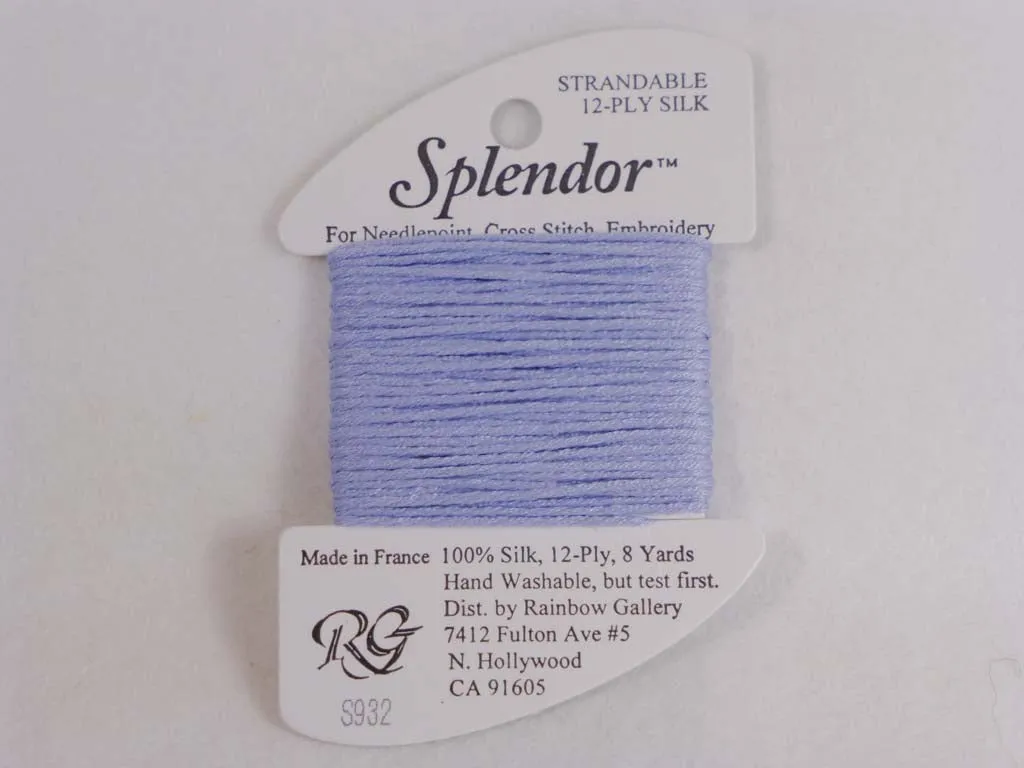 STRANDABLE
12-PLY SILK
Splendor™
For Needlepoint, Cross Stitch, Embroidery
Made in France 100% Silk, 12-Ply, 8 Yards
Hand Washable, but test first.
Dist. by Rainbow Gallery
7412 Fulton Ave #5
N. Hollywood
CA 91605
RG
S932